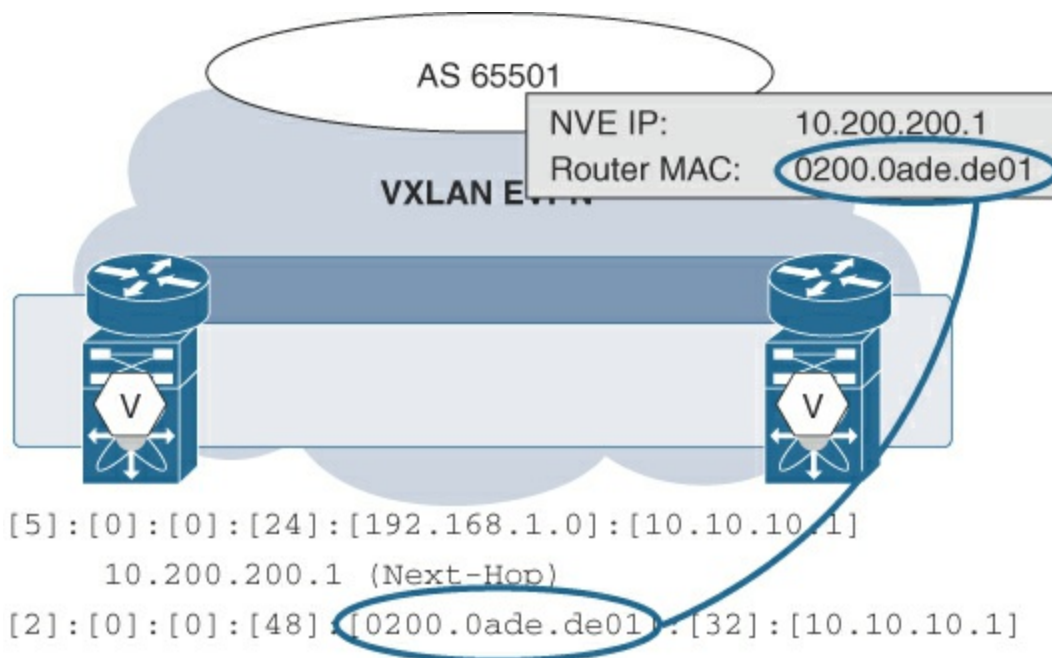 AS 65501
NVE IP: 10.200.200.1
Router MAC: 0200.0ade.de01
VXLAN EVPN
V V
[5]:[0]:[0]:[24]:[192.168.1.0]:[10.10.10.1]
10.200.200.1 (Next-Hop)
[2]:[0]:[0]:[48]:[0200.0ade.de01]:[32]:[10.10.10.1]